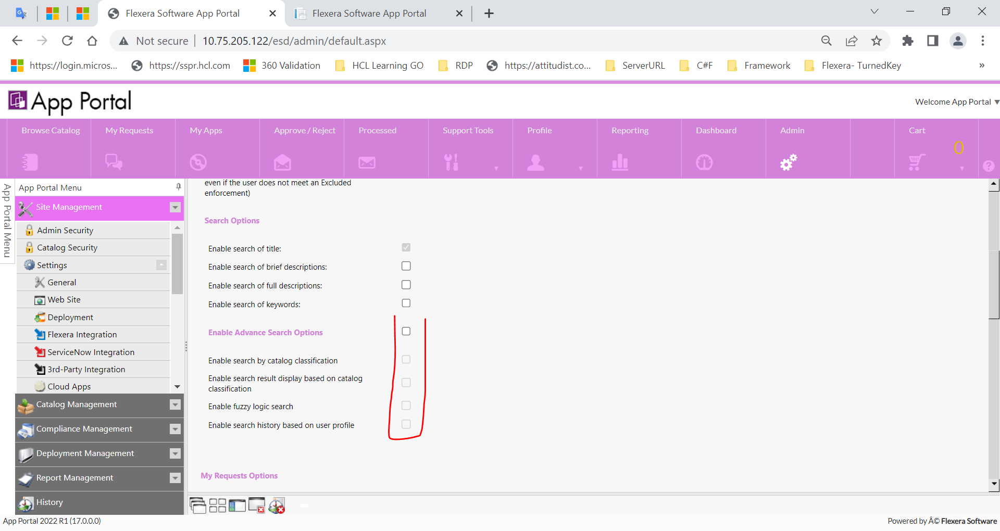 Flexera Software App Portal
Flexera Software App Portal
Not secure
10.75.205.122/esd/admin/default.aspx
https://login.micros...
https://sspr.hcl.com
360 Validation
HCL Learning GO
RDP
https://attitudist.co...
ServerURL
C#F
Framework
Flexera- TurnedKey
»
App Portal
Welcome App Portal
Browse Catalog
My Requests
My Apps
Approve / Reject
Processed
Support Tools
Profile
Reporting
Dashboard
Admin
Cart
0
App Portal Menu
App Portal Menu
Site Management
Admin Security
Catalog Security
Settings
General
Web Site
Deployment
Flexera Integration
ServiceNow Integration
3rd-Party Integration
Cloud Apps
Catalog Management
Compliance Management
Deployment Management
Report Management
History
even if the user does not meet an Excluded
enforcement)
Search Options
Enable search of title:
Enable search of brief descriptions:
Enable search of full descriptions:
Enable search of keywords:
Enable Advance Search Options
Enable search by catalog classification
Enable search result display based on catalog
classification
Enable fuzzy logic search
Enable search history based on user profile
My Requests Options
App Portal 2022 R1 (17.0.0.0)
Powered by Â© Flexera Software